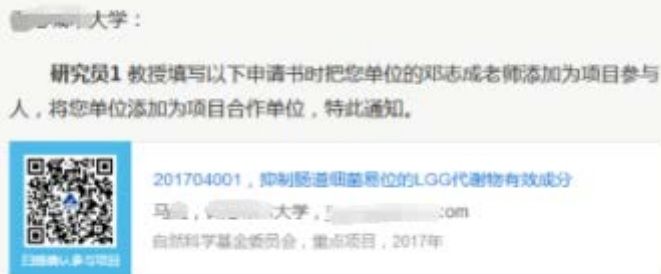 大学：
研究员1 教授填写以下申请书时把您单位的邓志成老师添加为项目参与
人，将您单位添加为项目合作单位，特此通知。
201704001，抑制肠道细菌易位的LGG代谢物有效成分
马 ， 大学， com
自然科学基金委员会，重点项目，2017年
扫描确认参与项目